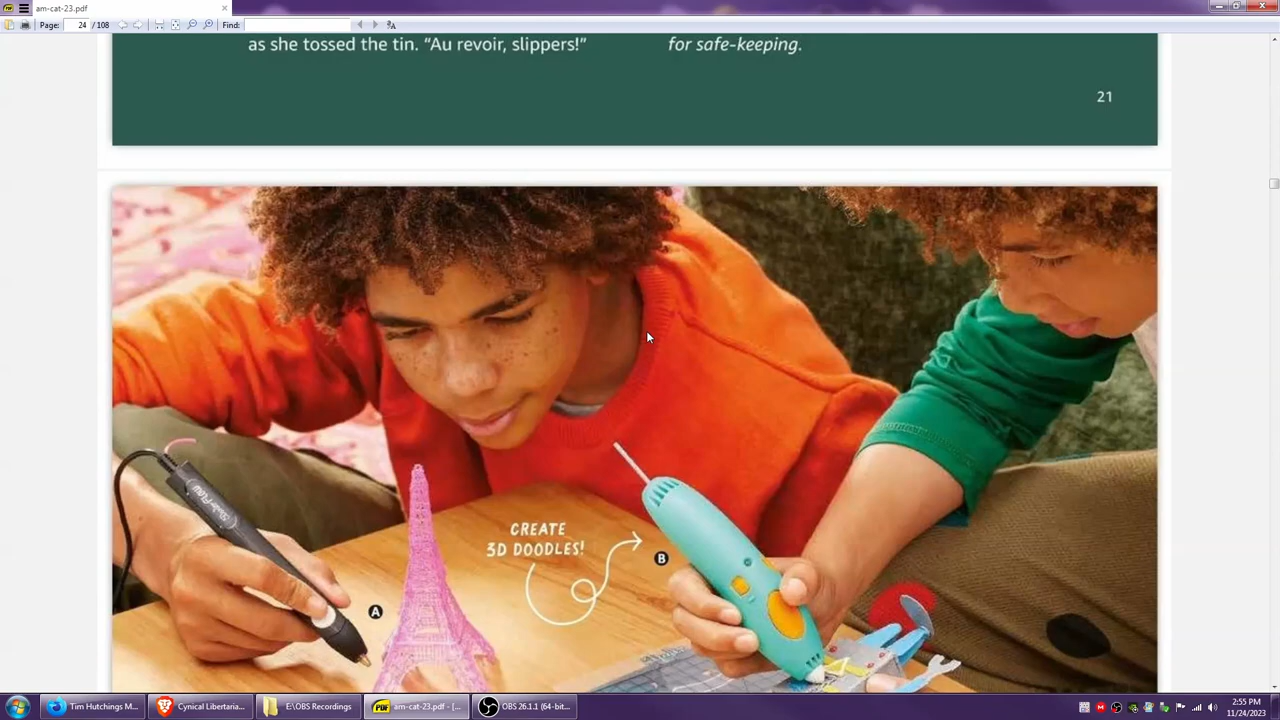 am-cat-23.pdf
Page: 24 / 108
Find:
as she tossed the tin. “Au revoir, slippers!”
for safe-keeping.
21
CREATE
3D DOODLES!
A
B
Tim Hutchings M...
Cynical Libertaria...
E:\OBS Recordings
am-cat-23.pdf - [...
OBS 26.1.1 (64-bit...
2:55 PM
11/24/2023